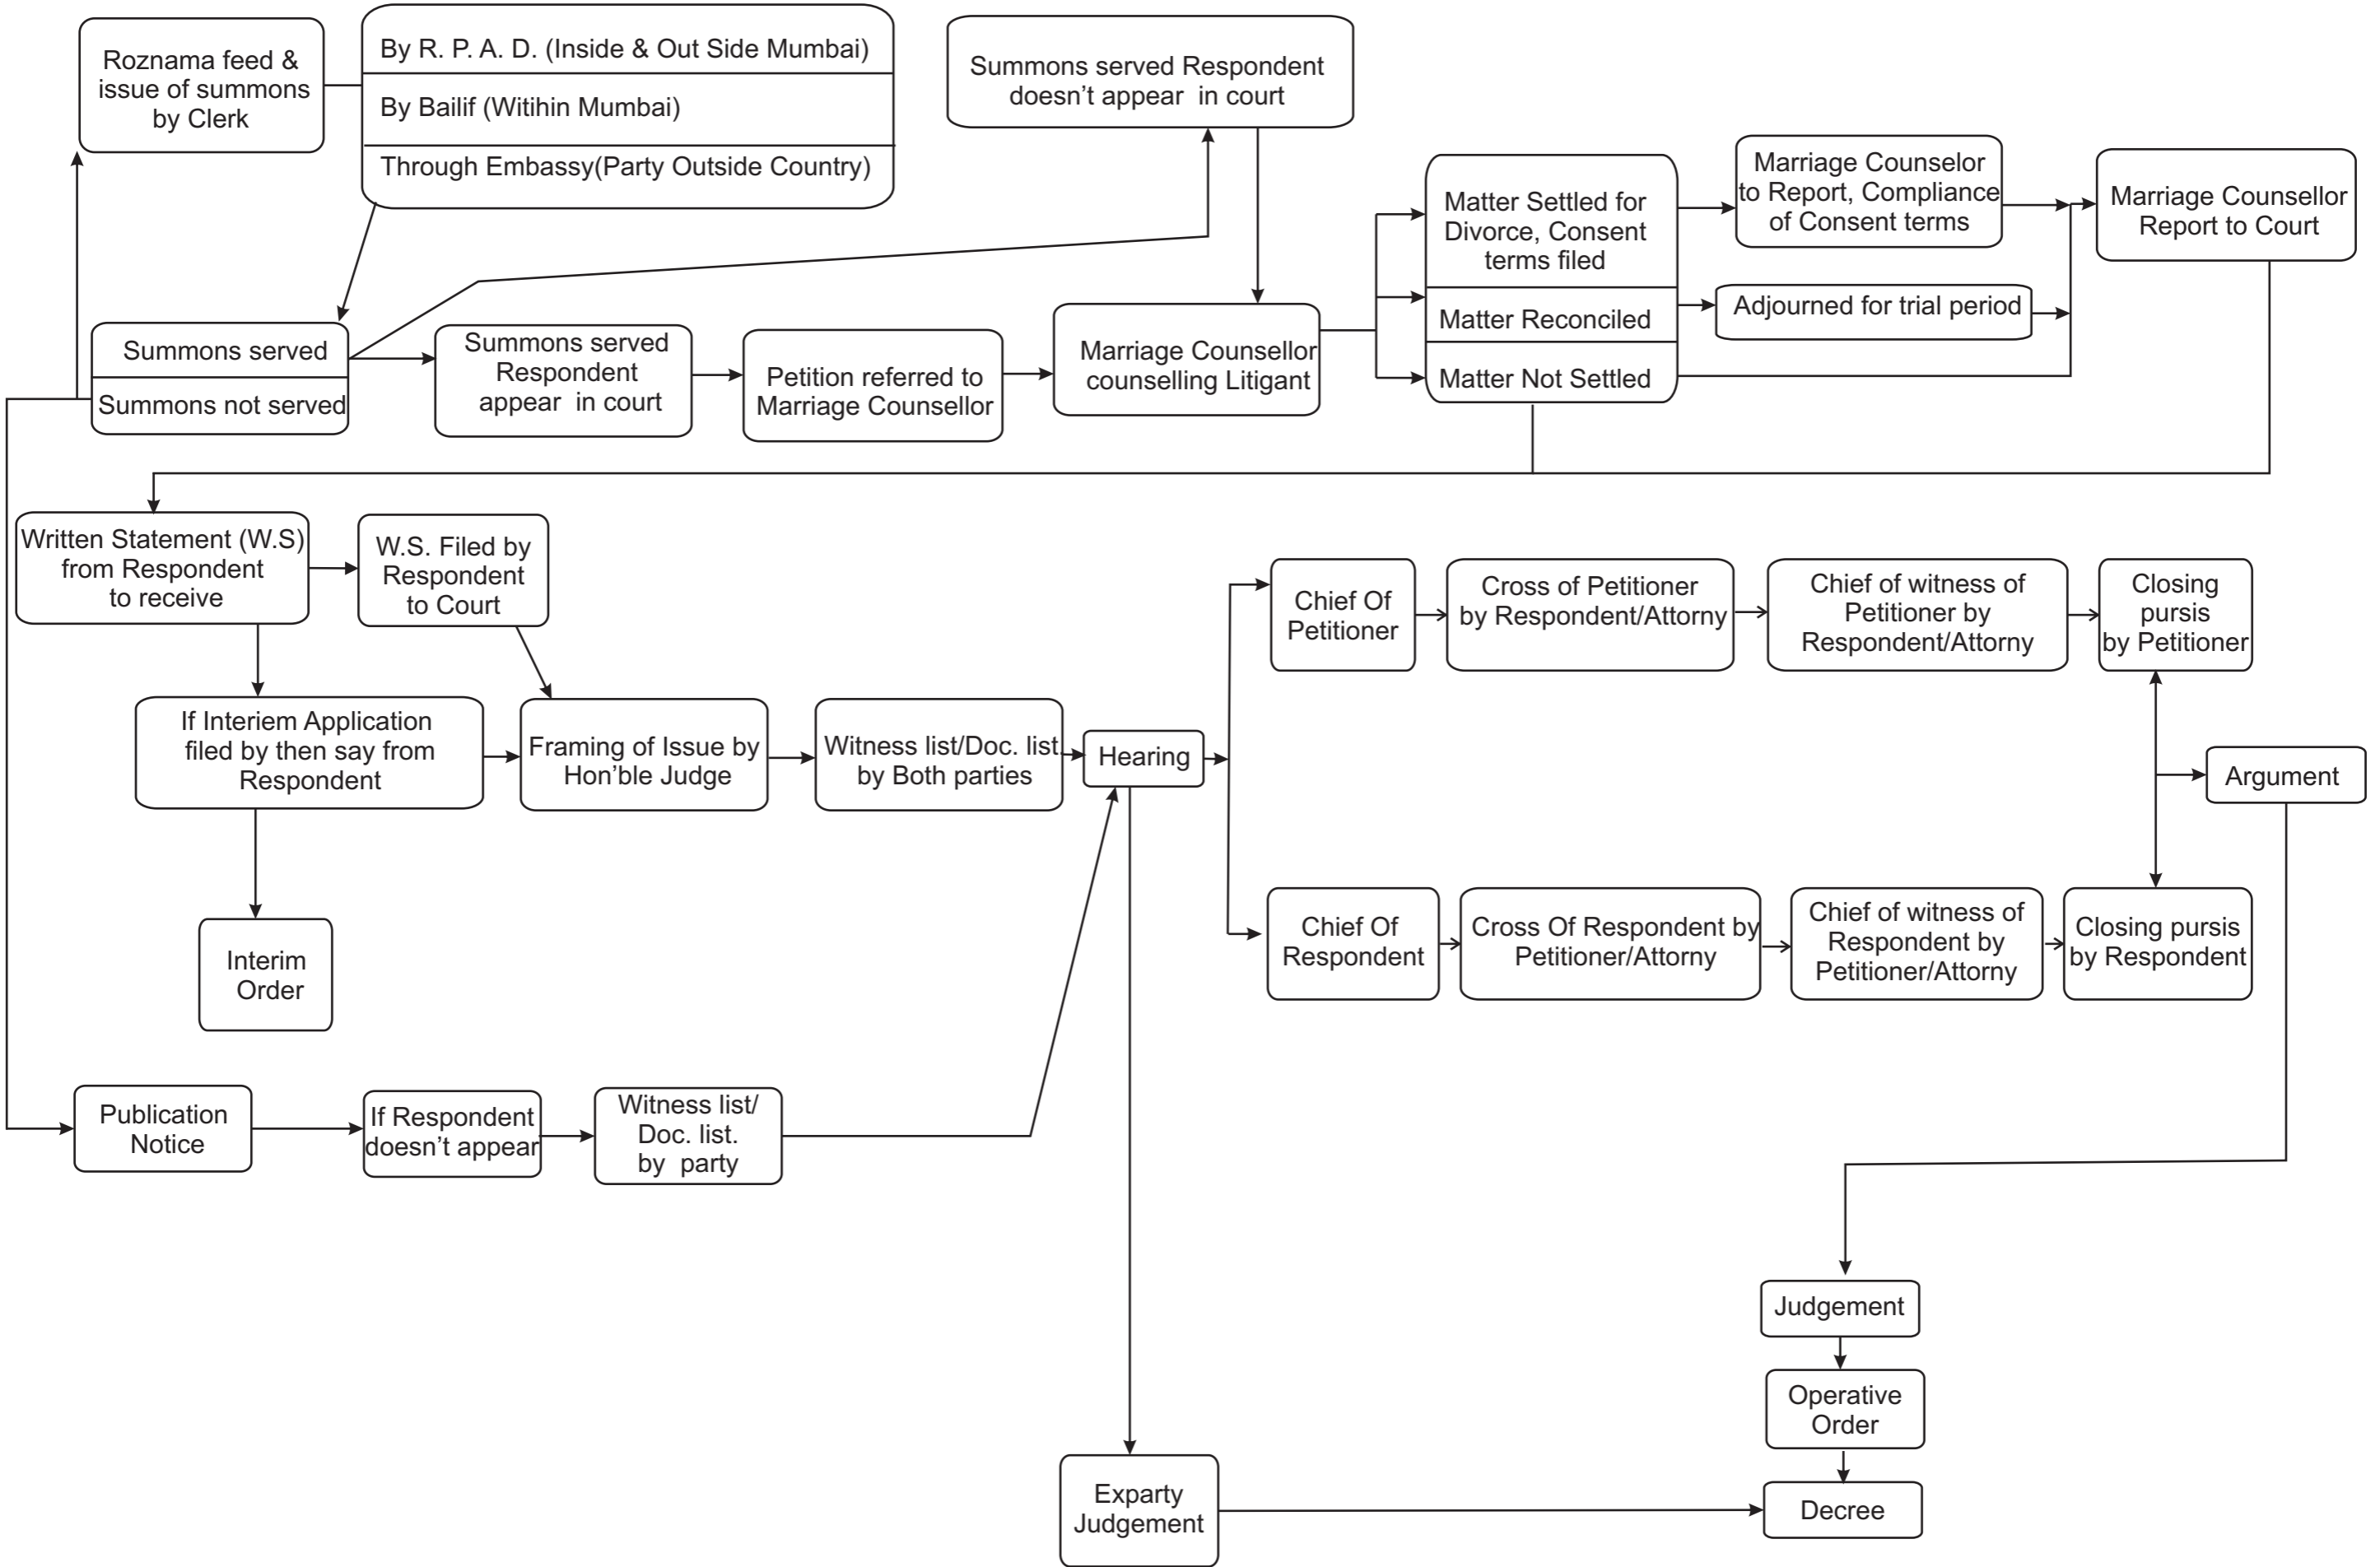 Roznama feed &
issue of summons
by Clerk
By R. P. A. D. (Inside & Out Side Mumbai)
By Bailif (Witihin Mumbai)
Through Embassy(Party Outside Country)
Summons served Respondent
doesn't appear in court
Summons served
Summons not served
Summons served
Respondent
appear in court
Petition referred to
Marriage Counsellor
Marriage Counsellor
counselling Litigant
Matter Settled for
Divorce, Consent
terms filed
Matter Reconciled
Matter Not Settled
Marriage Counselor
to Report, Compliance
of Consent terms
Adjourned for trial period
Marriage Counsellor
Report to Court
Written Statement (W.S)
from Respondent
to receive
W.S. Filed by
Respondent
to Court
If Interiem Application
filed by then say from
Respondent
Framing of Issue by
Hon'ble Judge
Witness list/Doc. list.
by Both parties
Hearing
Interim
Order
Chief Of
Petitioner
Cross of Petitioner
by Respondent/Attorny
Chief of witness of
Petitioner by
Respondent/Attorny
Closing
pursis
by Petitioner
Argument
Chief Of
Respondent
Cross Of Respondent by
Petitioner/Attorny
Chief of witness of
Respondent by
Petitioner/Attorny
Closing pursis
by Respondent
Publication
Notice
If Respondent
doesn't appear
Witness list/
Doc. list.
by party
Judgement
Operative
Order
Exparty
Judgement
Decree